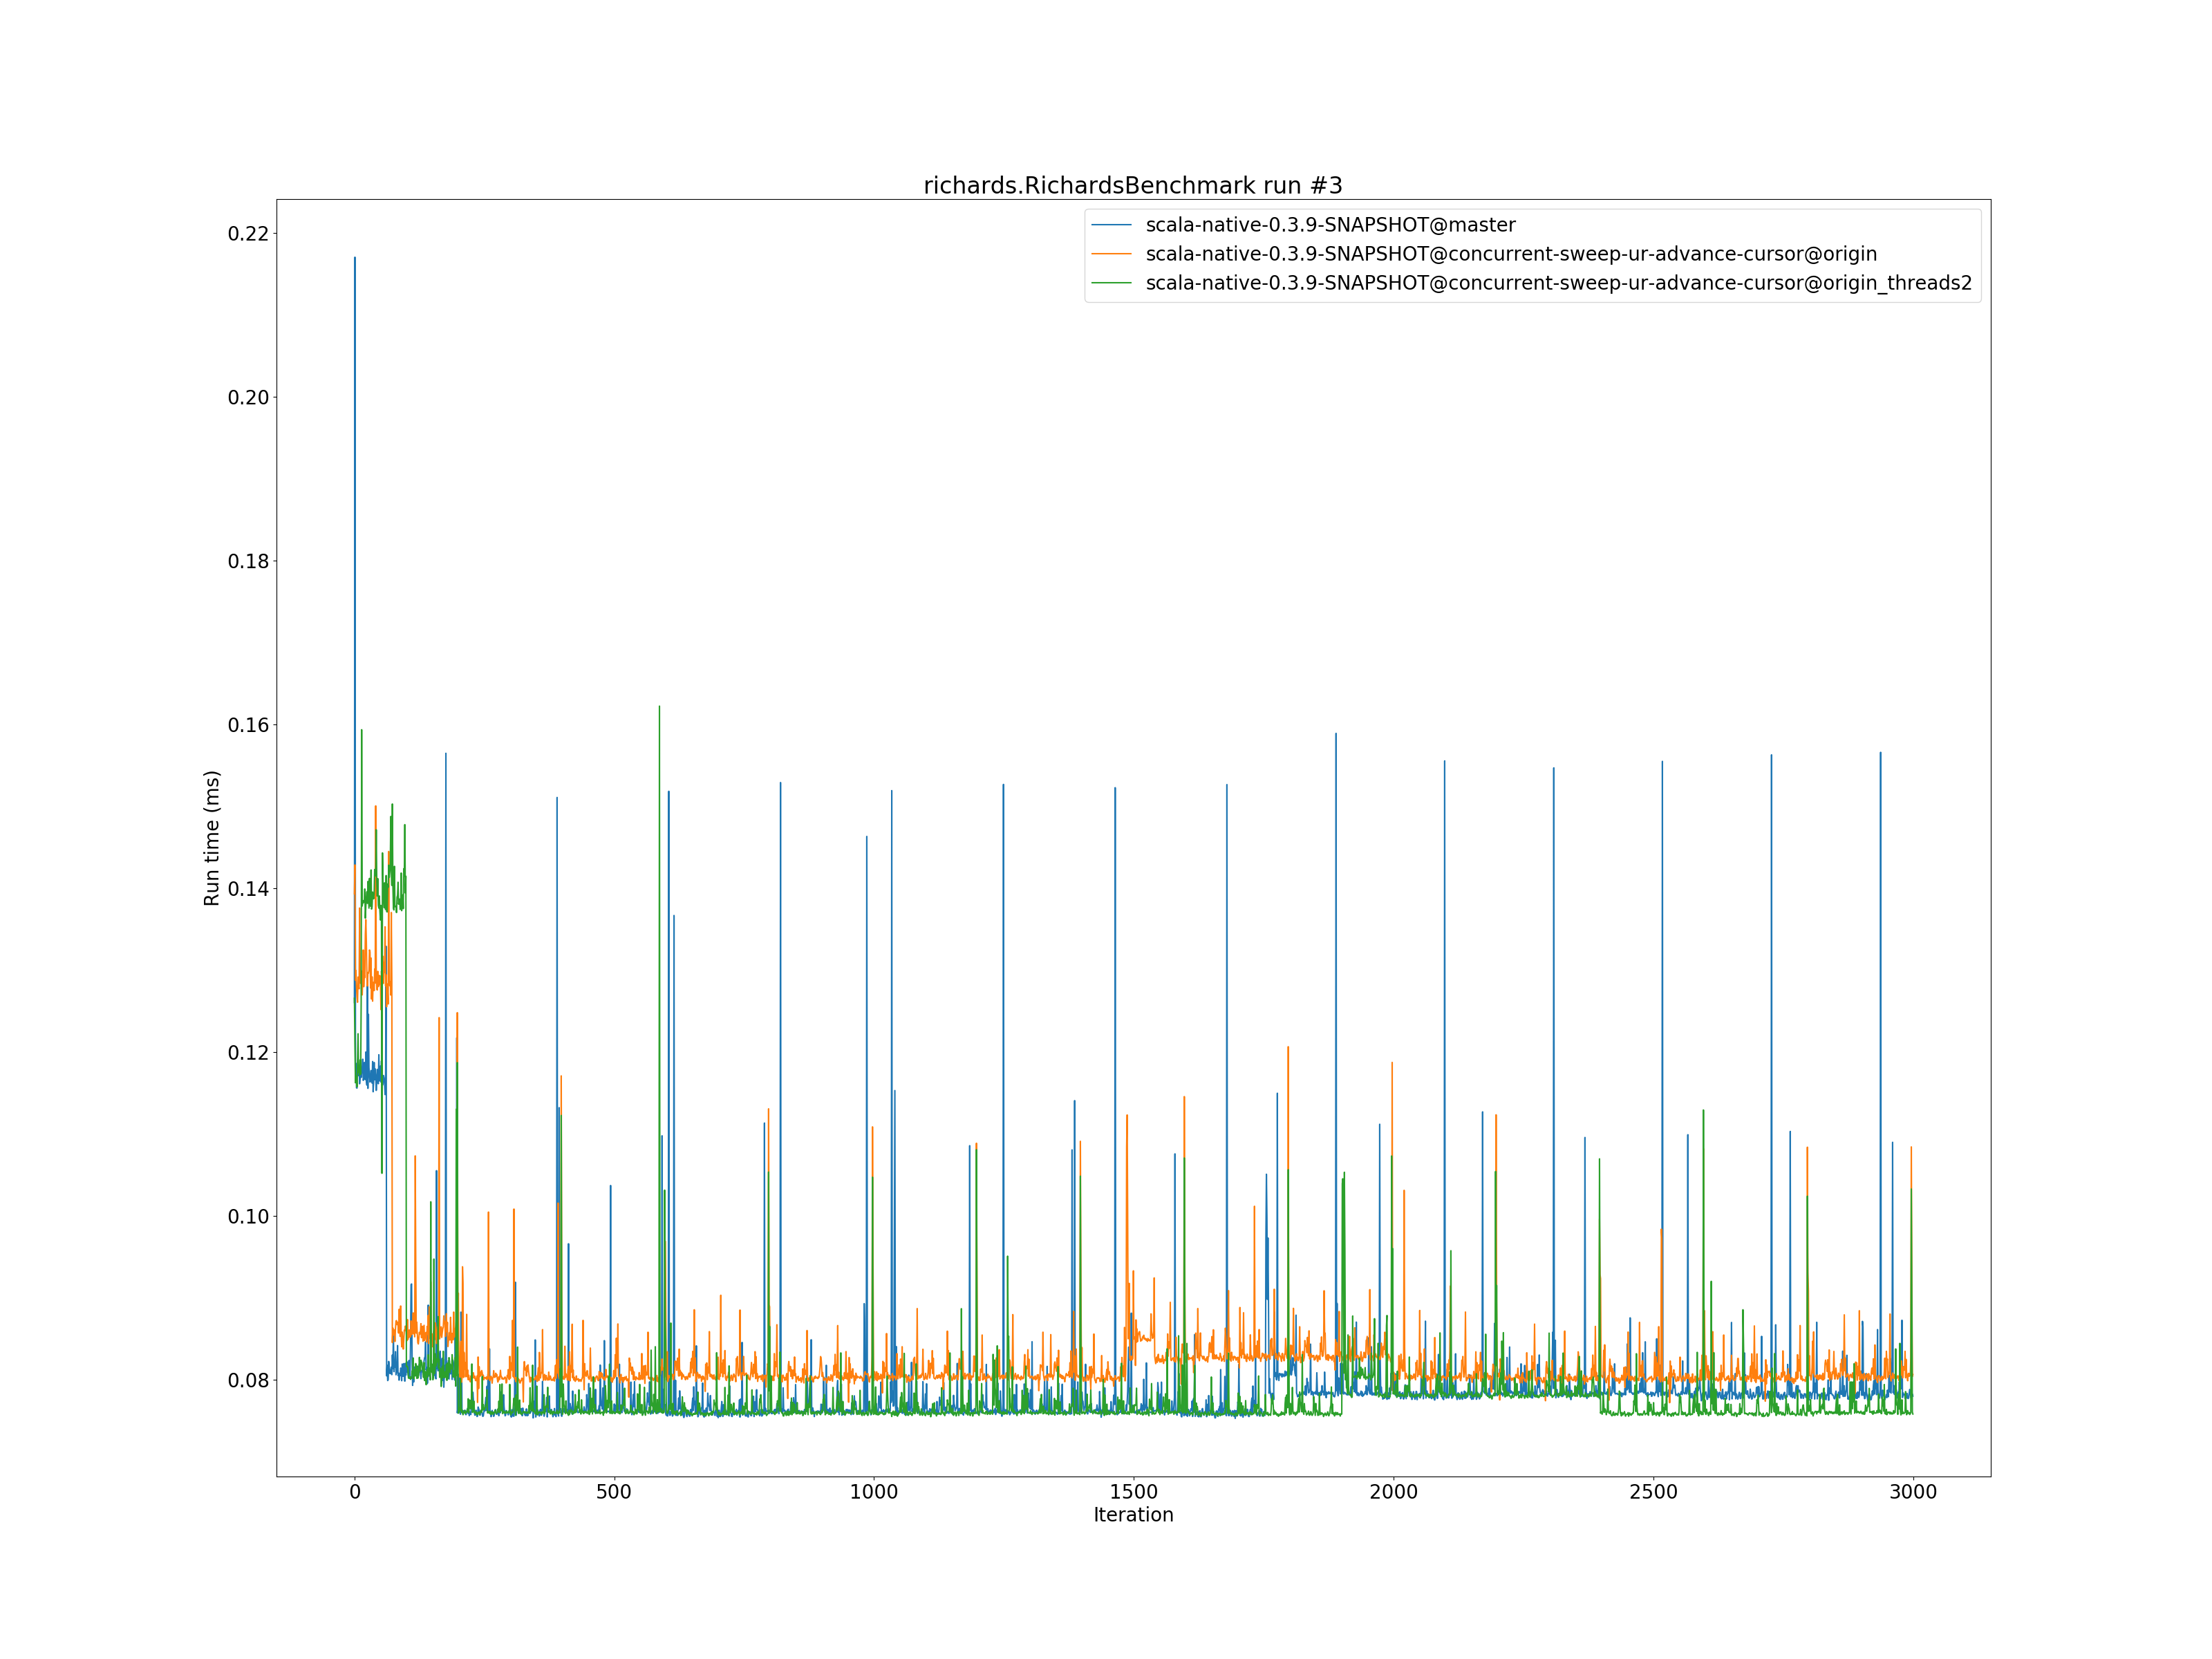 richards.RichardsBenchmark run #3
scala-native-0.3.9-SNAPSHOT@master
scala-native-0.3.9-SNAPSHOT@concurrent-sweep-ur-advance-cursor@origin
scala-native-0.3.9-SNAPSHOT@concurrent-sweep-ur-advance-cursor@origin_threads2
Run time (ms)
0.22
0.20
0.18
0.16
0.14
0.12
0.10
0.08
0 500 1000 1500 2000 2500 3000
Iteration